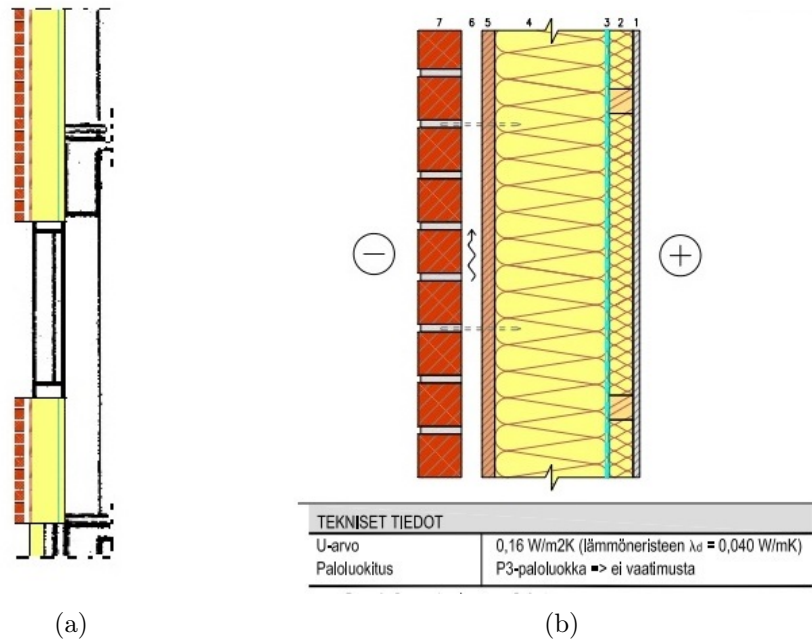 7 6 5 4 3 2 1
TEKNISET TIEDOT
U-arvo 0,16 W/m2K (lämmöneristeen λd = 0,040 W/mK)
Paloluokitus P3-paloluokka => ei vaatimusta
(a) (b)